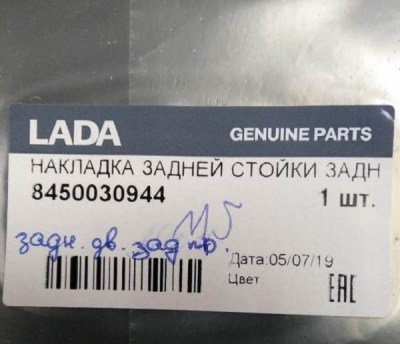 LADA GENUINE PARTS
НАКЛАДКА ЗАДНЕЙ СТОЙКИ ЗАДН
8450030944 1 шт.
задн. дв. зад пр.
Дата:05/07/19
Цвет
EAC